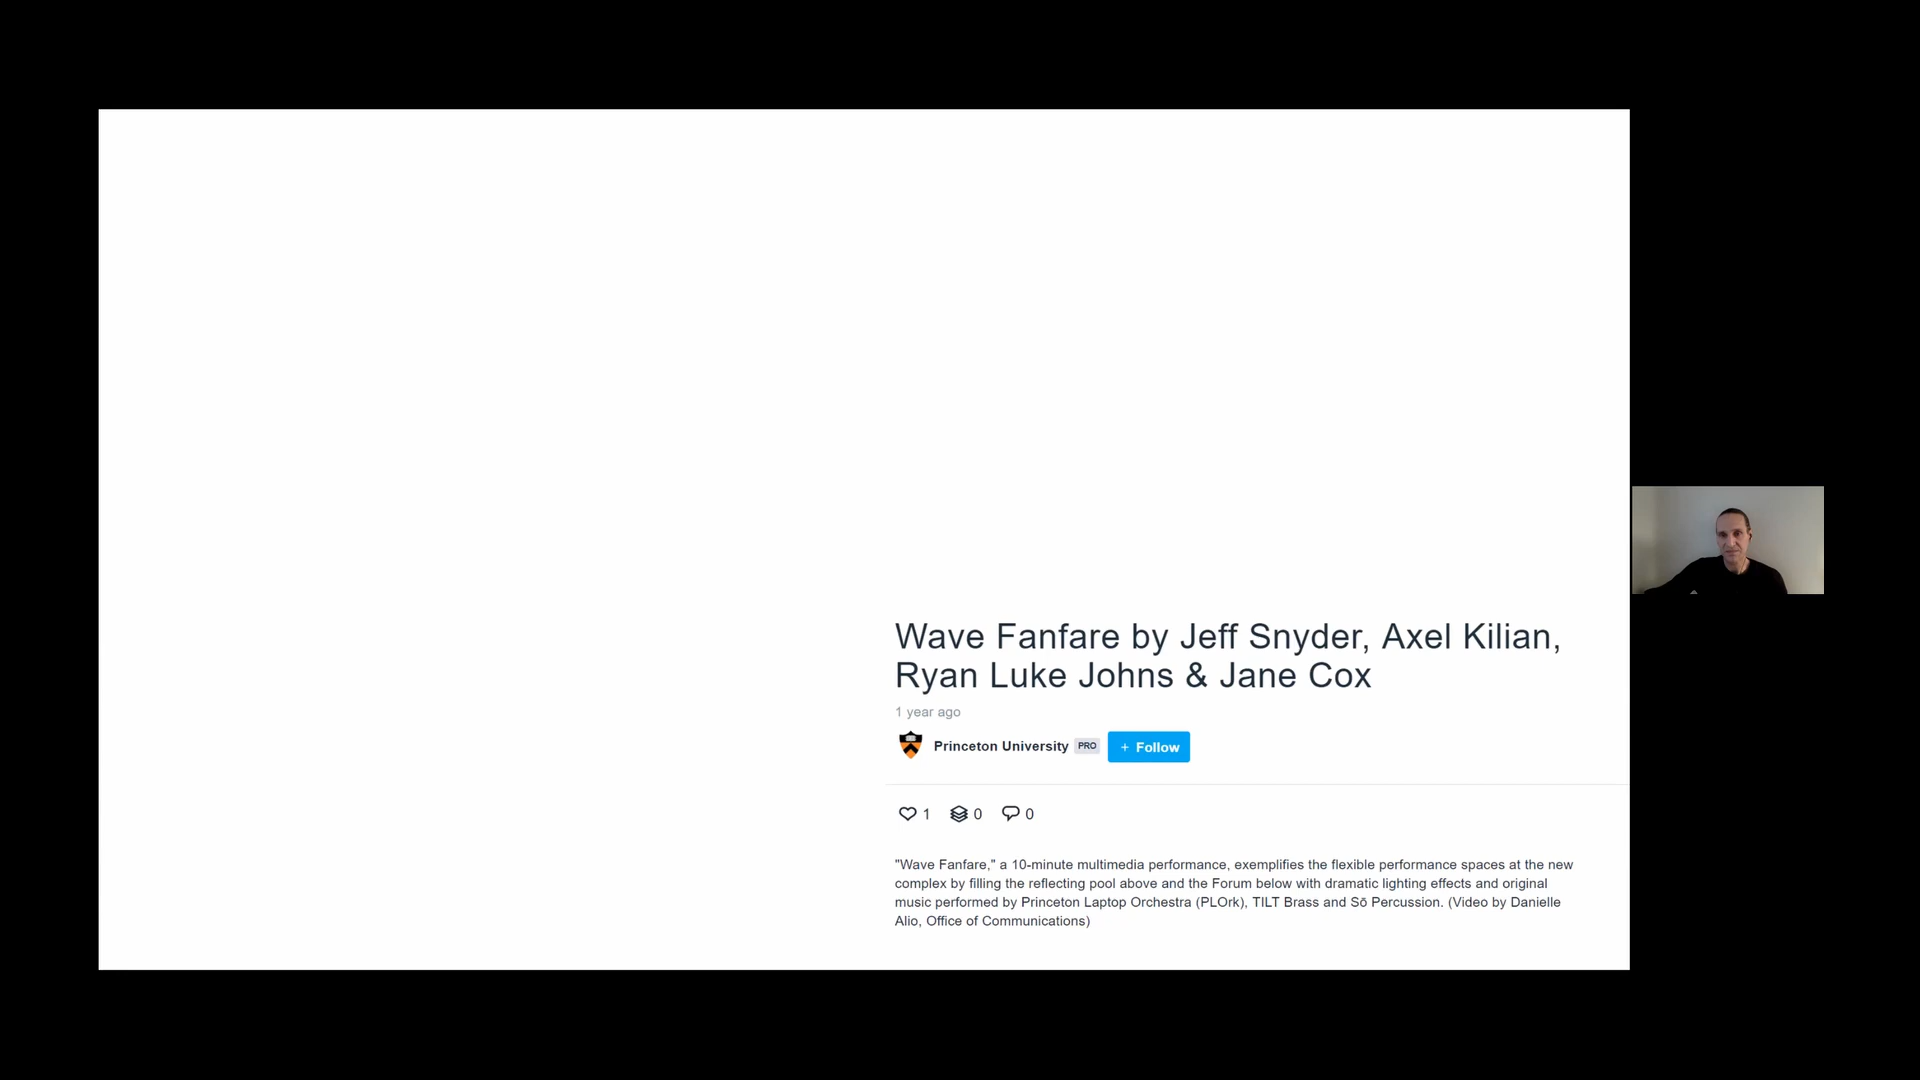 Wave Fanfare by Jeff Snyder, Axel Kilian,
Ryan Luke Johns & Jane Cox
1 year ago
Princeton University PRO + Follow
1 0 0
"Wave Fanfare," a 10-minute multimedia performance, exemplifies the flexible performance spaces at the new
complex by filling the reflecting pool above and the Forum below with dramatic lighting effects and original
music performed by Princeton Laptop Orchestra (PLOrk), TILT Brass and Sō Percussion. (Video by Danielle
Alio, Office of Communications)